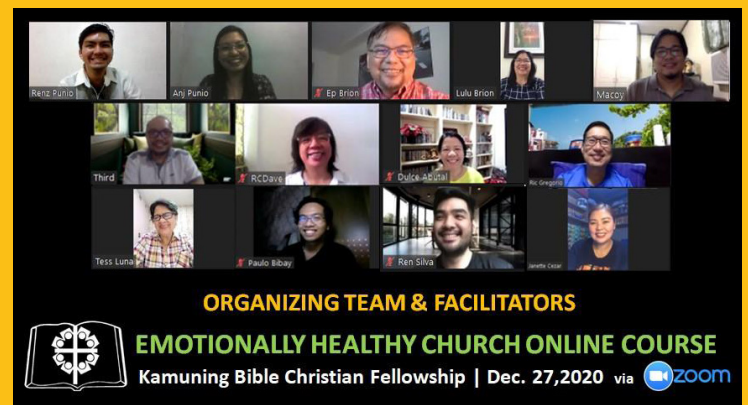 Renz Punio
Anj Punio
Ep Brion
Lulu Brion
Macoy
Third
RCDave
Dulce Abutal
Ric Gregorio
Tess Luna
Paulo Bibay
Ren Silva
Janette Cezar
ORGANIZING TEAM & FACILITATORS
EMOTIONALLY HEALTHY CHURCH ONLINE COURSE
Kamuning Bible Christian Fellowship | Dec. 27,2020 via zoom